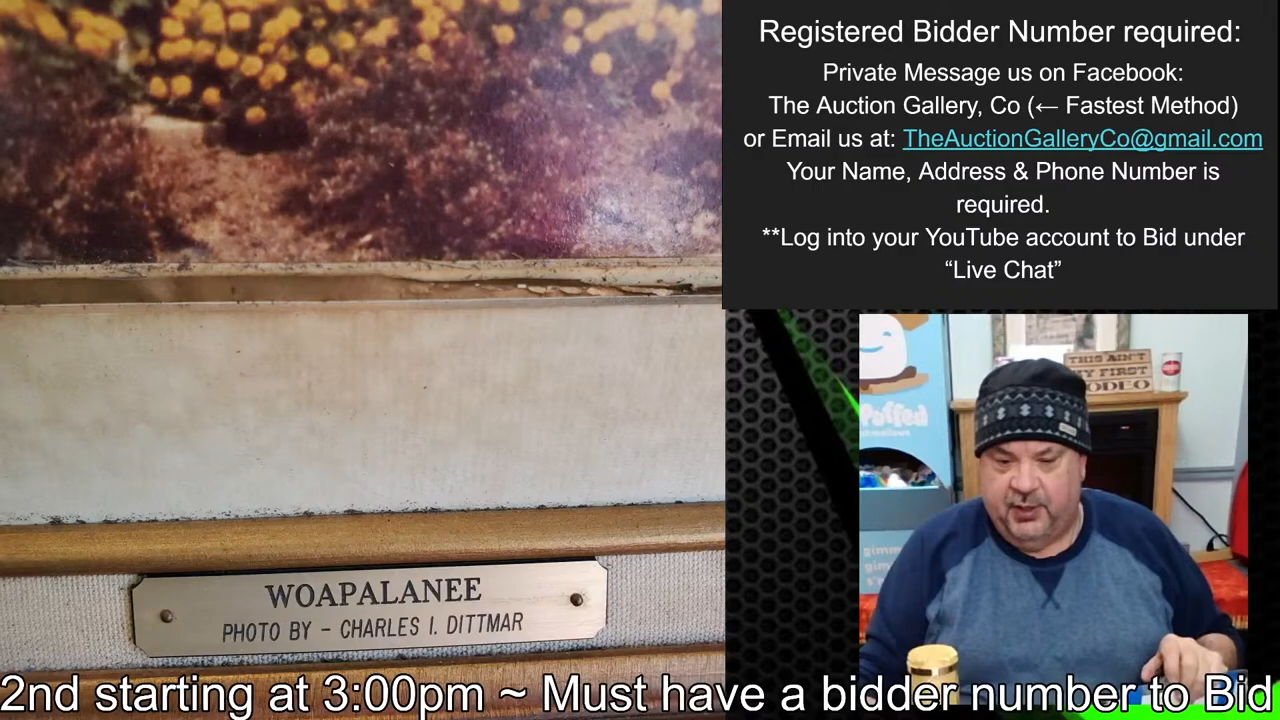 Registered Bidder Number required:
Private Message us on Facebook:
The Auction Gallery, Co (← Fastest Method)
or Email us at: TheAuctionGalleryCo@gmail.com
Your Name, Address & Phone Number is
required.
**Log into your YouTube account to Bid under
“Live Chat”
THIS AIN'T
MY FIRST
RODEO
Puffed
gimm
gim
s'm
WOAPALANEE
PHOTO BY - CHARLES I. DITTMAR
2nd starting at 3:00pm ~ Must have a bidder number to Bid